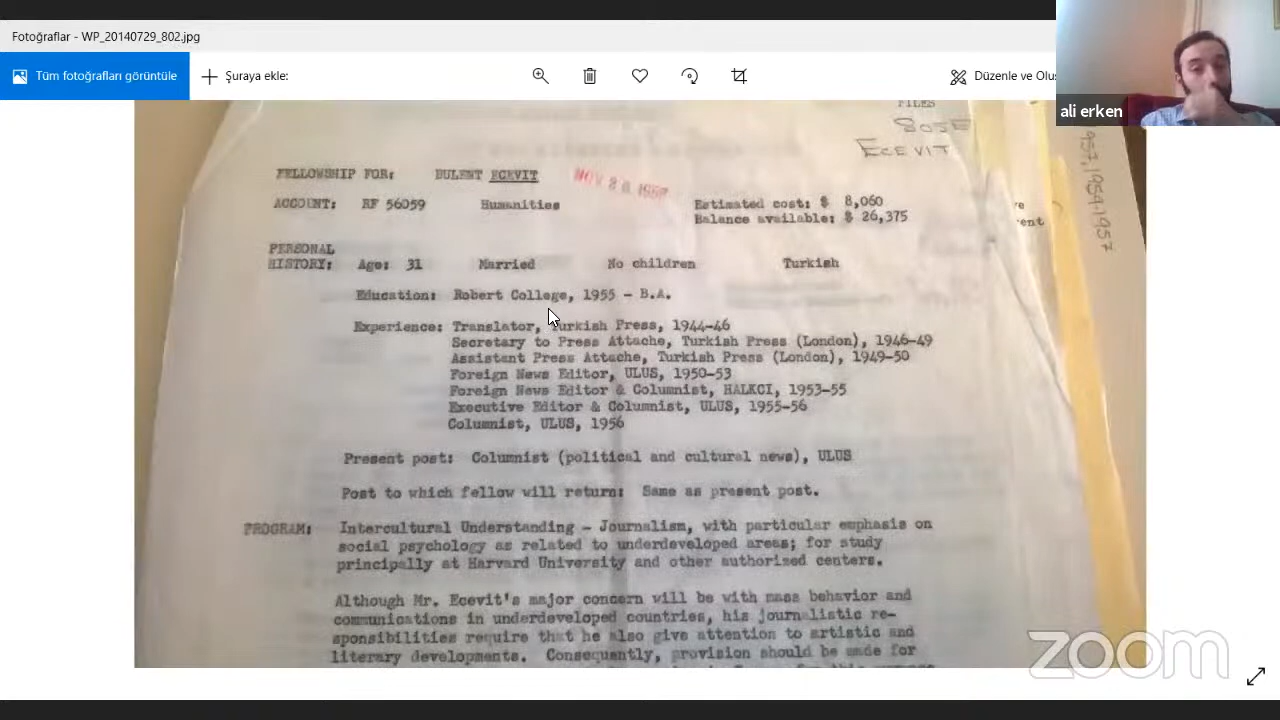 Fotoğraflar - WP_20140729_802.jpg
Tüm fotoğrafları görüntüle
Şuraya ekle:
Düzenle ve Oluş
ali erken
FILES
805E
ECEVIT
FELLOWSHIP FOR: BULENT ECEVIT
NOV 28
ACCOUNT: RF 56059 Humanities Estimated cost: $ 8,060
Balance available: $ 26,375
PERSONAL
HISTORY: Age: 31 Married No children Turkish
Education: Robert College, 1955 - B.A.
Experience: Translator, Turkish Press, 1944-46
Secretary to Press Attache, Turkish Press (London), 1946-49
Assistant Press Attache, Turkish Press (London), 1949-50
Foreign News Editor, ULUS, 1950-53
Foreign News Editor & Columnist, HALKCI, 1953-55
Executive Editor & Columnist, ULUS, 1955-56
Columnist, ULUS, 1956
Present post: Columnist (political and cultural news), ULUS
Post to which fellow will return: Same as present post.
PROGRAM: Intercultural Understanding - Journalism, with particular emphasis on
social psychology as related to underdeveloped areas; for study
principally at Harvard University and other authorized centers.
Although Mr. Ecevit's major concern will be with mass behavior and
communications in underdeveloped countries, his journalistic re-
sponsibilities require that he also give attention to artistic and
literary developments. Consequently, provision should be made for
957,1959-1957
zoom